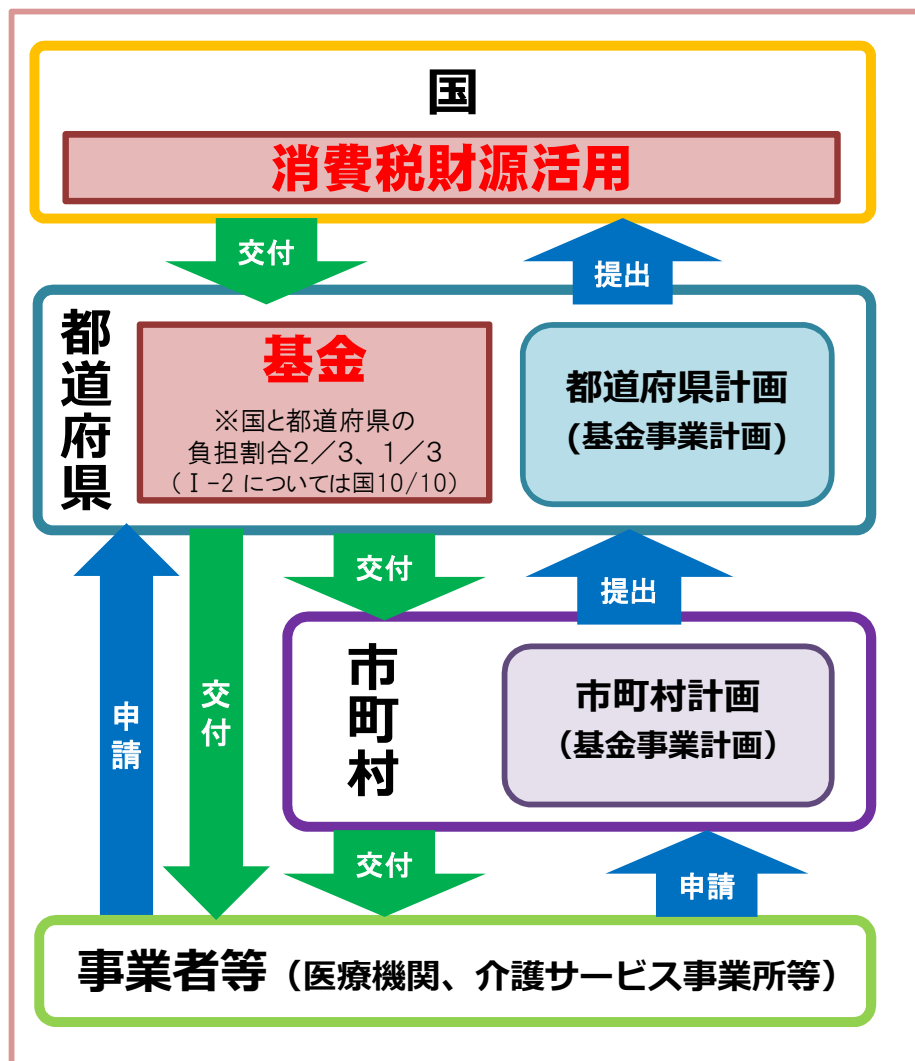 国
消費税財源活用
交付
提出
都道府県
基金
※国と都道府県の
負担割合2／3、1／3
（Ⅰ-2 については国10/10）
都道府県計画
(基金事業計画)
交付
提出
申請
交付
市町村
市町村計画
（基金事業計画）
交付
申請
事業者等（医療機関、介護サービス事業所等）